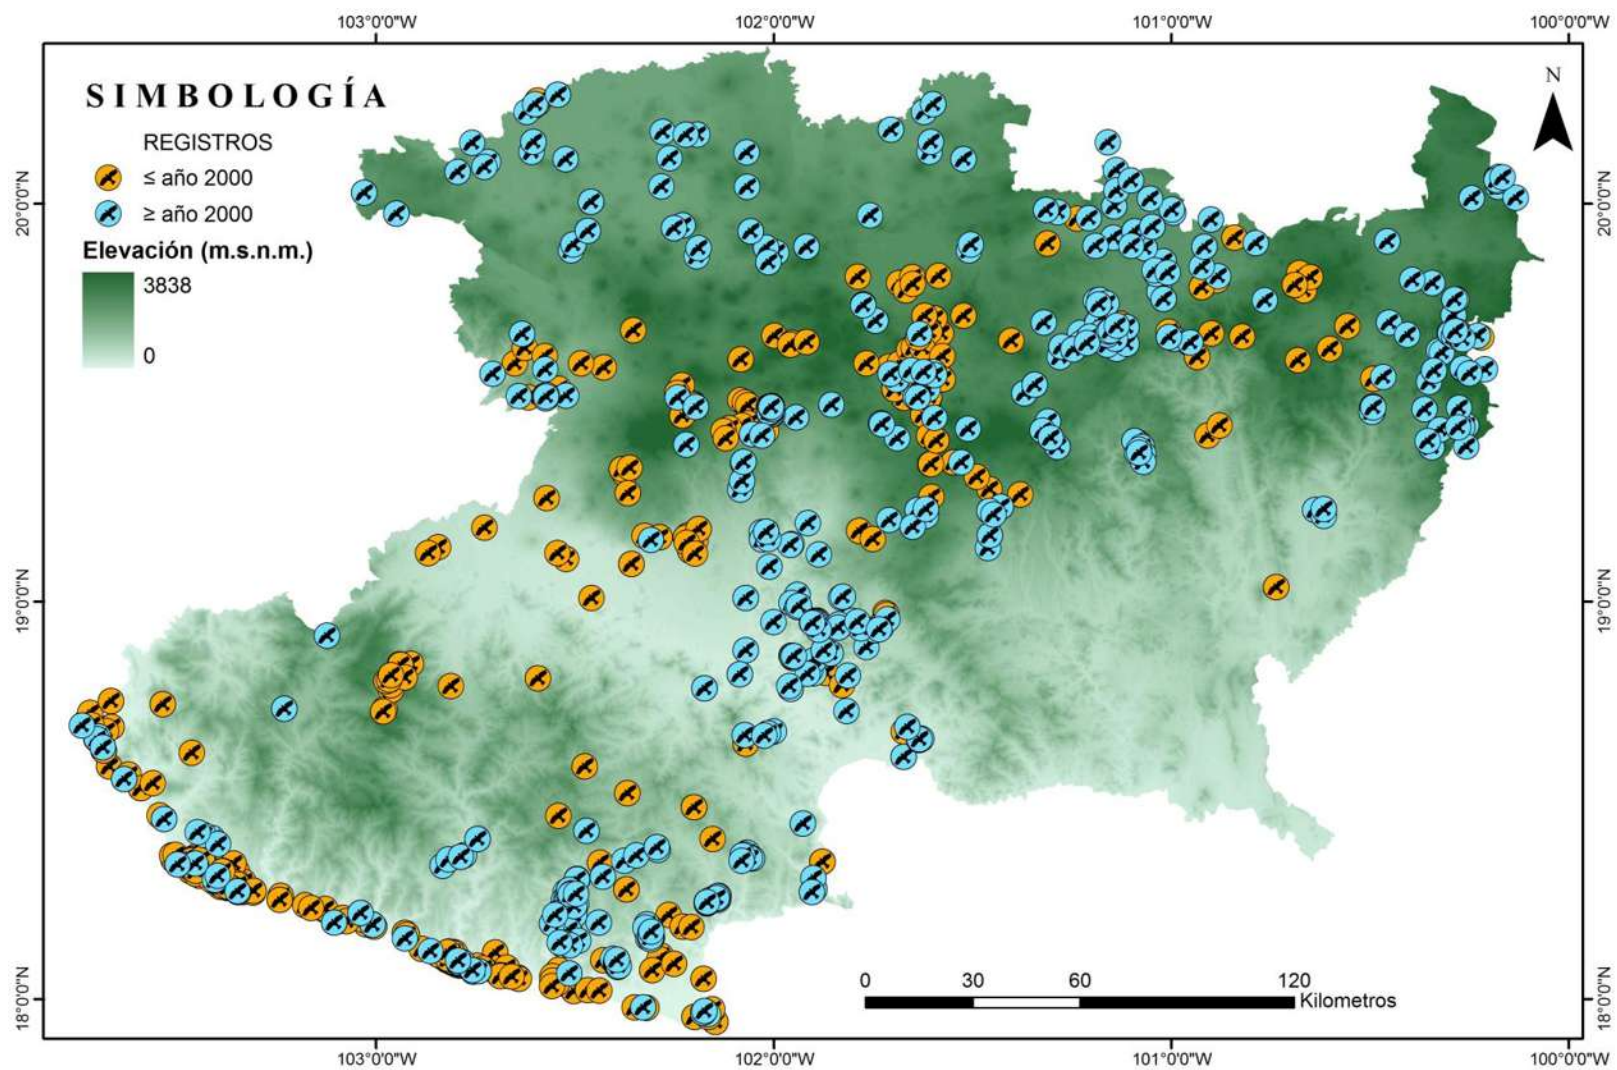 103°0'0"W 102°0'0"W 101°0'0"W 100°0'0"W
SIMBOLOGÍA
REGISTROS
≤ año 2000
≥ año 2000
Elevación (m.s.n.m.)
3838
0
N
20°0'0"N 20°0'0"N
19°0'0"N 19°0'0"N
18°0'0"N 18°0'0"N
0 30 60 120
Kilometros
103°0'0"W 102°0'0"W 101°0'0"W 100°0'0"W